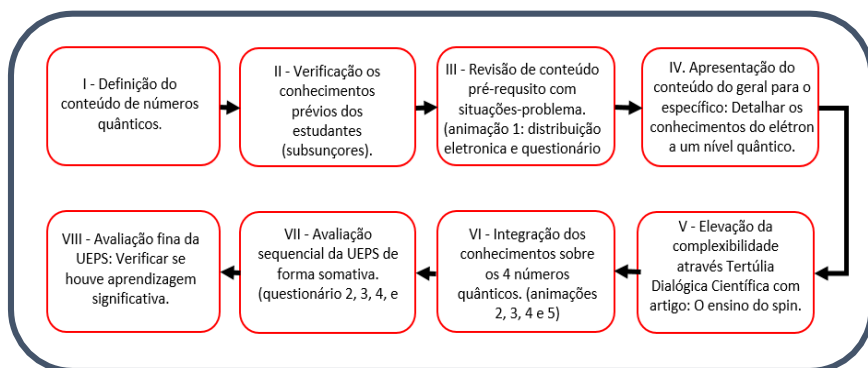 I - Definição do
conteúdo de números
quânticos.
II - Verificação os
conhecimentos
prévios dos
estudantes
(subsunçores).
III - Revisão de conteúdo
pré-requsito com
situações-problema.
(animação 1: distribuição
eletronica e questionário
IV. Apresentação do
conteúdo do geral para o
específico: Detalhar os
conhecimentos do elétron
a um nível quântico.
V - Elevação da
complexibilidade
através Tertúlia
Dialógica Científica com
artigo: O ensino do spin.
VI - Integração dos
conhecimentos sobre
os 4 números
quânticos. (animações
2, 3, 4 e 5)
VII - Avaliação
sequencial da UEPS de
forma somativa.
(questionário 2, 3, 4, e
VIII - Avaliação fina da
UEPS: Verificar se
houve aprendizagem
significativa.